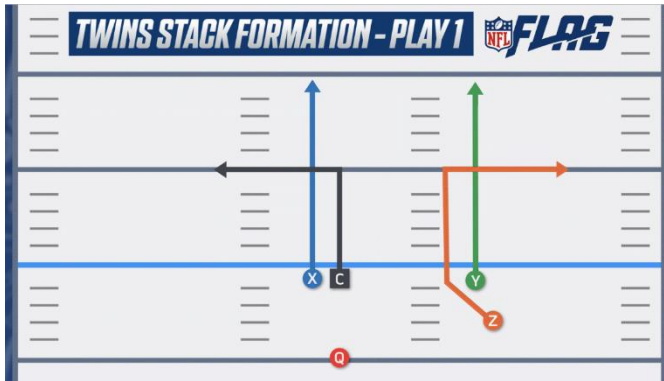 TWINS STACK FORMATION - PLAY 1
NFL FLAG
X C Y
Z
Q